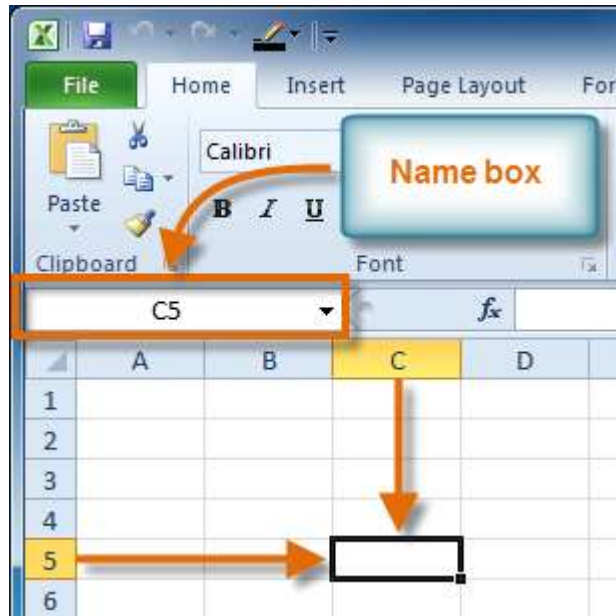 File Home Insert Page Layout For
Calibri
Name box
Paste
B I U
Clipboard Font
C5 fx
A B C D
1
2
3
4
5
6